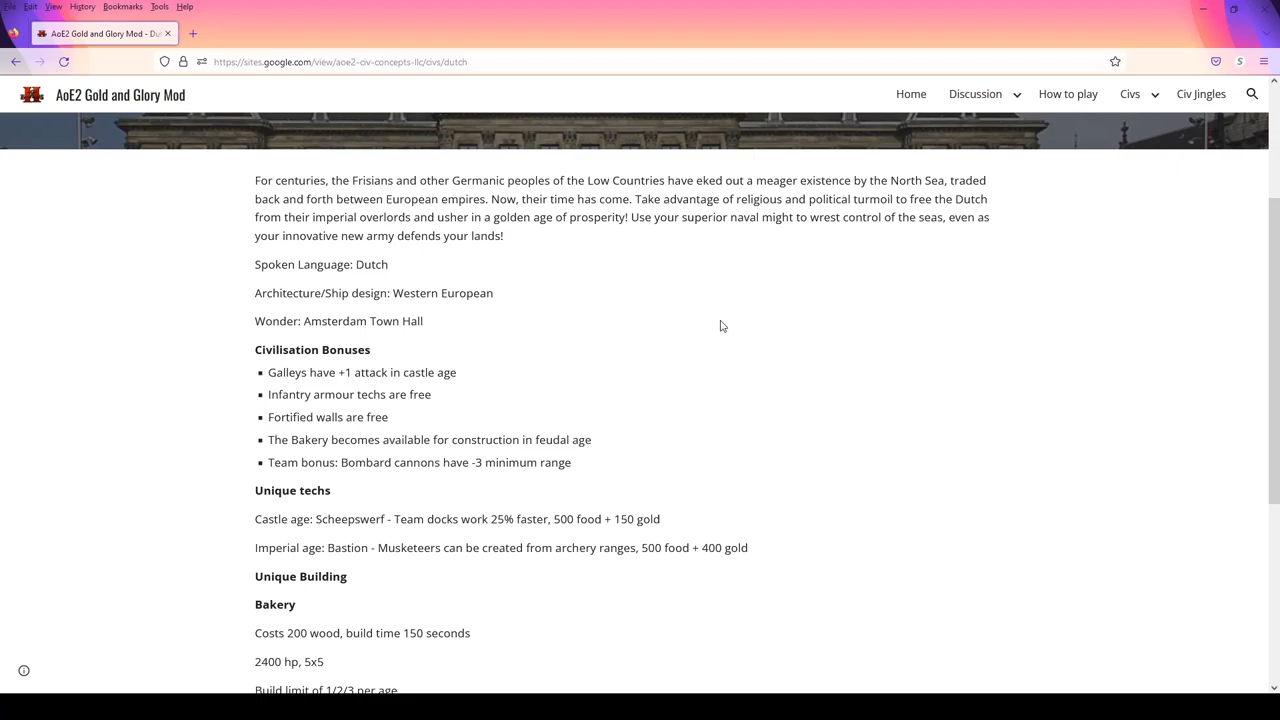 File Edit View History Bookmarks Tools Help
AoE2 Gold and Glory Mod - Dut
https://sites.google.com/view/aoe2-civ-concepts-llc/civs/dutch
AoE2 Gold and Glory Mod Home Discussion How to play Civs Civ Jingles
For centuries, the Frisians and other Germanic peoples of the Low Countries have eked out a meager existence by the North Sea, traded
back and forth between European empires. Now, their time has come. Take advantage of religious and political turmoil to free the Dutch
from their imperial overlords and usher in a golden age of prosperity! Use your superior naval might to wrest control of the seas, even as
your innovative new army defends your lands!
Spoken Language: Dutch
Architecture/Ship design: Western European
Wonder: Amsterdam Town Hall
Civilisation Bonuses
Galleys have +1 attack in castle age
Infantry armour techs are free
Fortified walls are free
The Bakery becomes available for construction in feudal age
Team bonus: Bombard cannons have -3 minimum range
Unique techs
Castle age: Scheepswerf - Team docks work 25% faster, 500 food + 150 gold
Imperial age: Bastion - Musketeers can be created from archery ranges, 500 food + 400 gold
Unique Building
Bakery
Costs 200 wood, build time 150 seconds
2400 hp, 5x5
Build limit of 1/2/3 per age